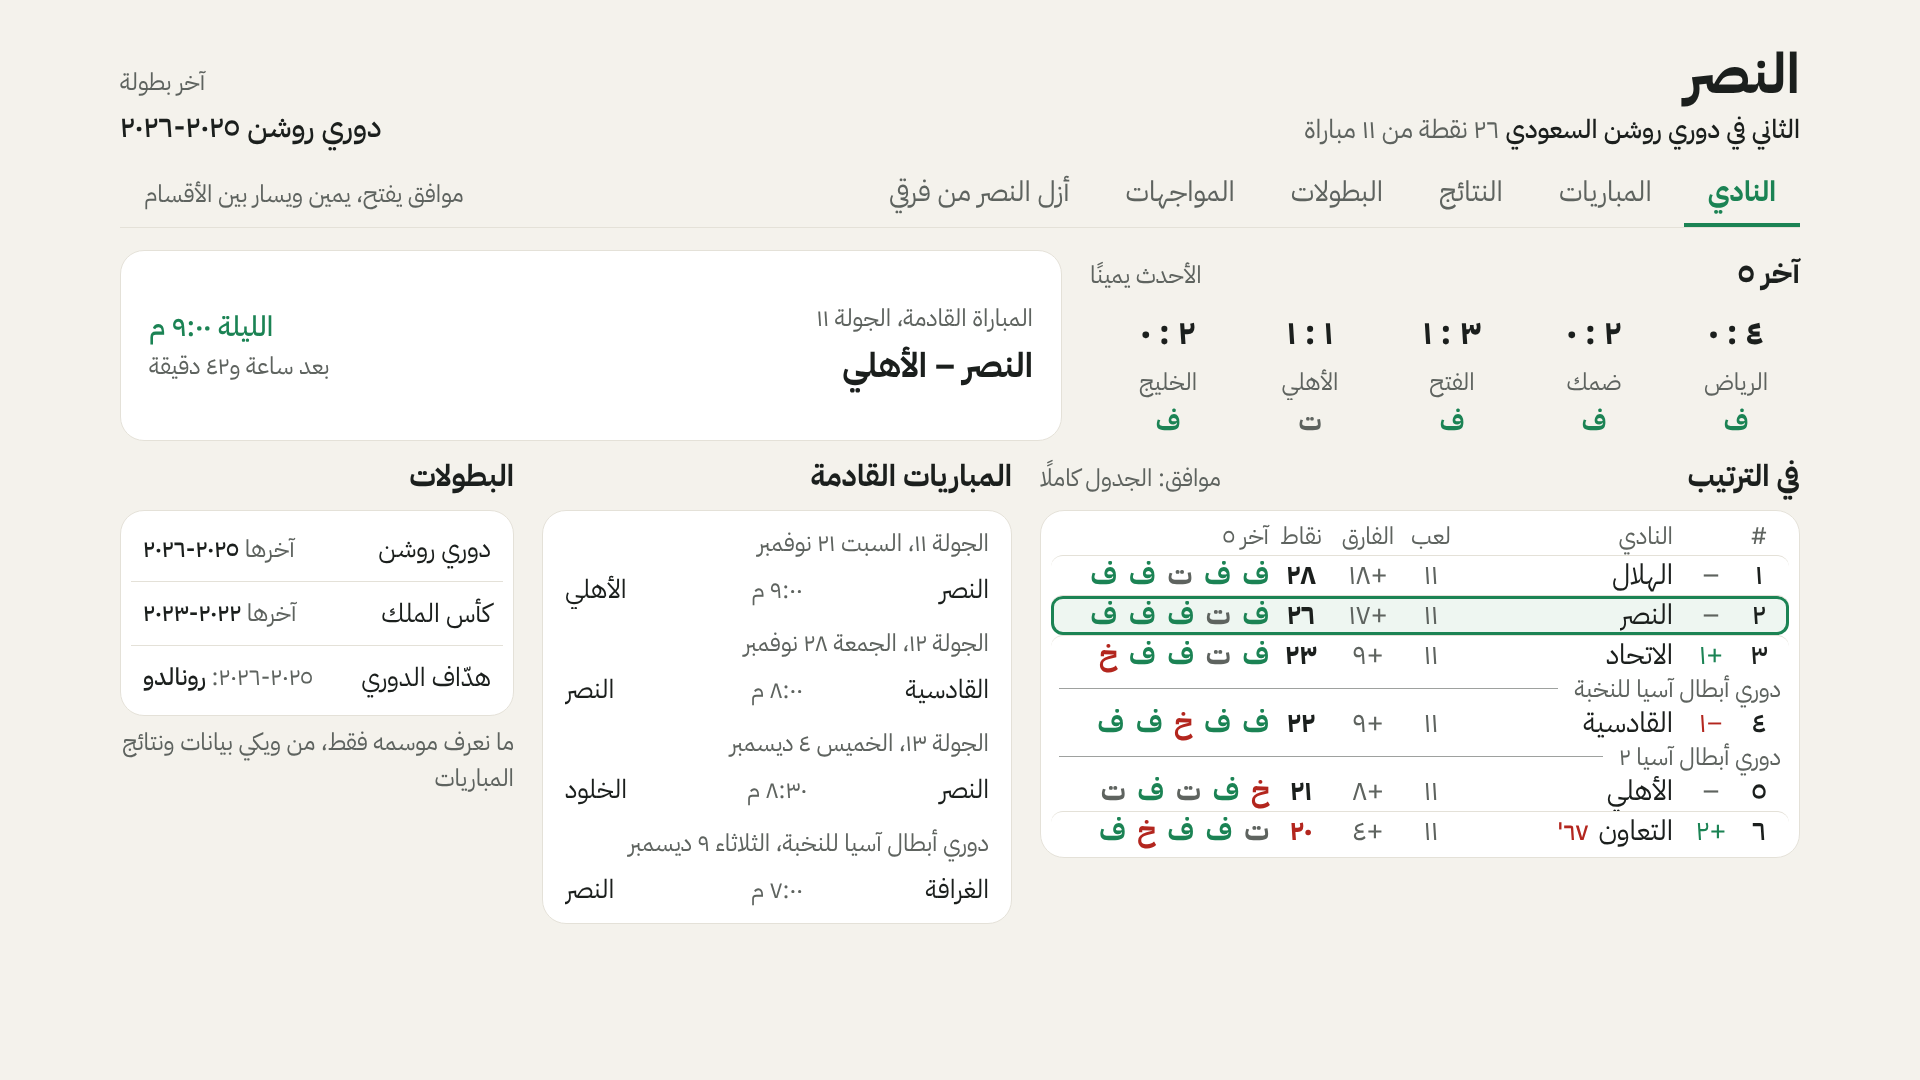 النصر
الثاني في دوري روشن السعودي ٢٦ نقطة من ١١ مباراة
آخر بطولة
دوري روشن ٢٠٢٥-٢٠٢٦
النادي المباريات النتائج البطولات المواجهات أزل النصر من فرقي
موافق يفتح، يمين ويسار بين الأقسام
آخر ٥ الأحدث يمينًا
٤ : ٠ ٢ : ٠ ٣ : ١ ١ : ١ ٢ : ٠
الرياض ضمك الفتح الأهلي الخليج
ف ف ف ت ف
المباراة القادمة، الجولة ١١
النصر – الأهلي
الليلة ٩:٠٠ م
بعد ساعة و٤٢ دقيقة
في الترتيب موافق: الجدول كاملًا
# النادي لعب الفارق نقاط آخر ٥
١ – الهلال ١١ +١٨ ٢٨ ف ف ت ف ف
٢ – النصر ١١ +١٧ ٢٦ ف ت ف ف ف
٣ +١ الاتحاد ١١ +٩ ٢٣ ف ت ف ف خ
دوري أبطال آسيا للنخبة
٤ –١ القادسية ١١ +٩ ٢٢ ف ف خ ف ف
دوري أبطال آسيا ٢
٥ – الأهلي ١١ +٨ ٢١ خ ف ت ف ت
٦ +٢ التعاون ٦٧' ١١ +٤ ٢٠ ت ف ف خ ف
المباريات القادمة
الجولة ١١، السبت ٢١ نوفمبر
النصر ٩:٠٠ م الأهلي
الجولة ١٢، الجمعة ٢٨ نوفمبر
القادسية ٨:٠٠ م النصر
الجولة ١٣، الخميس ٤ ديسمبر
النصر ٨:٣٠ م الخلود
دوري أبطال آسيا للنخبة، الثلاثاء ٩ ديسمبر
الغرافة ٧:٠٠ م النصر
البطولات
دوري روشن آخرها ٢٠٢٥-٢٠٢٦
كأس الملك آخرها ٢٠٢٢-٢٠٢٣
هدّاف الدوري ٢٠٢٥-٢٠٢٦: رونالدو
ما نعرف موسمه فقط، من ويكي بيانات ونتائج
المباريات